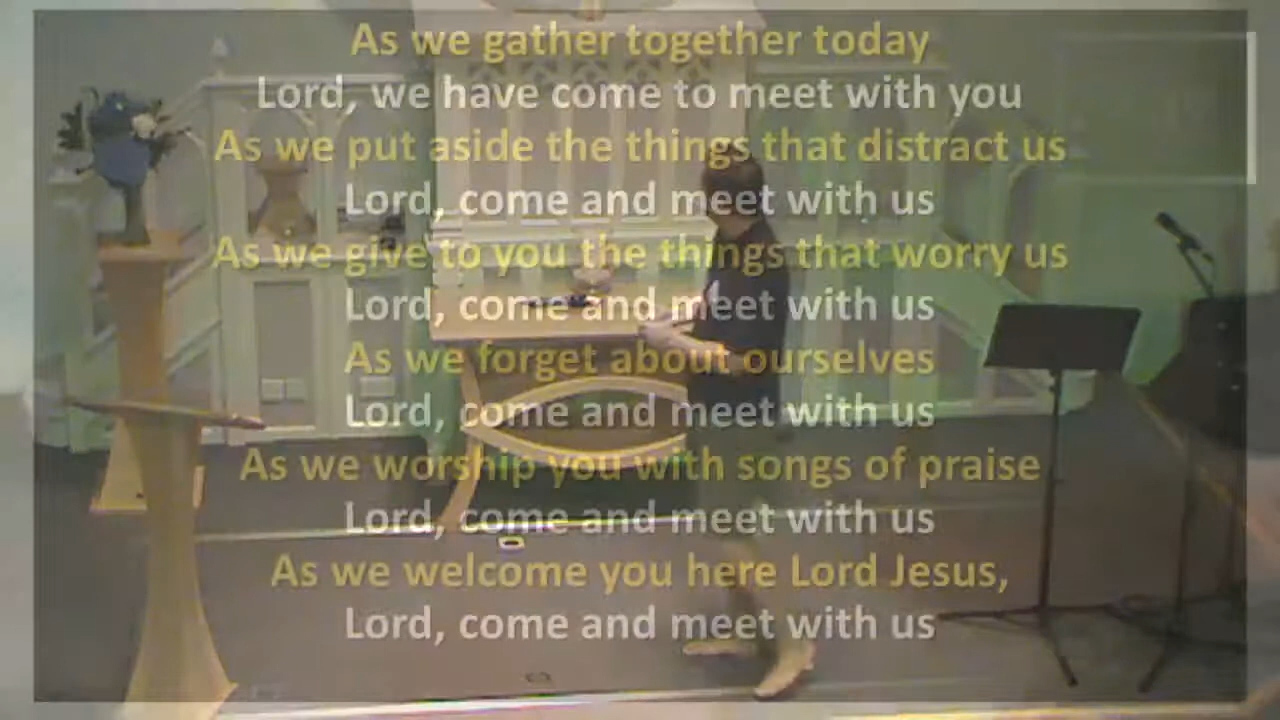 As we gather together today
Lord, we have come to meet with you
As we put aside the things that distract us
Lord, come and meet with us
As we give to you the things that worry us
Lord, come and meet with us
As we forget about ourselves
Lord, come and meet with us
As we worship you with songs of praise
Lord, come and meet with us
As we welcome you here Lord Jesus,
Lord, come and meet with us